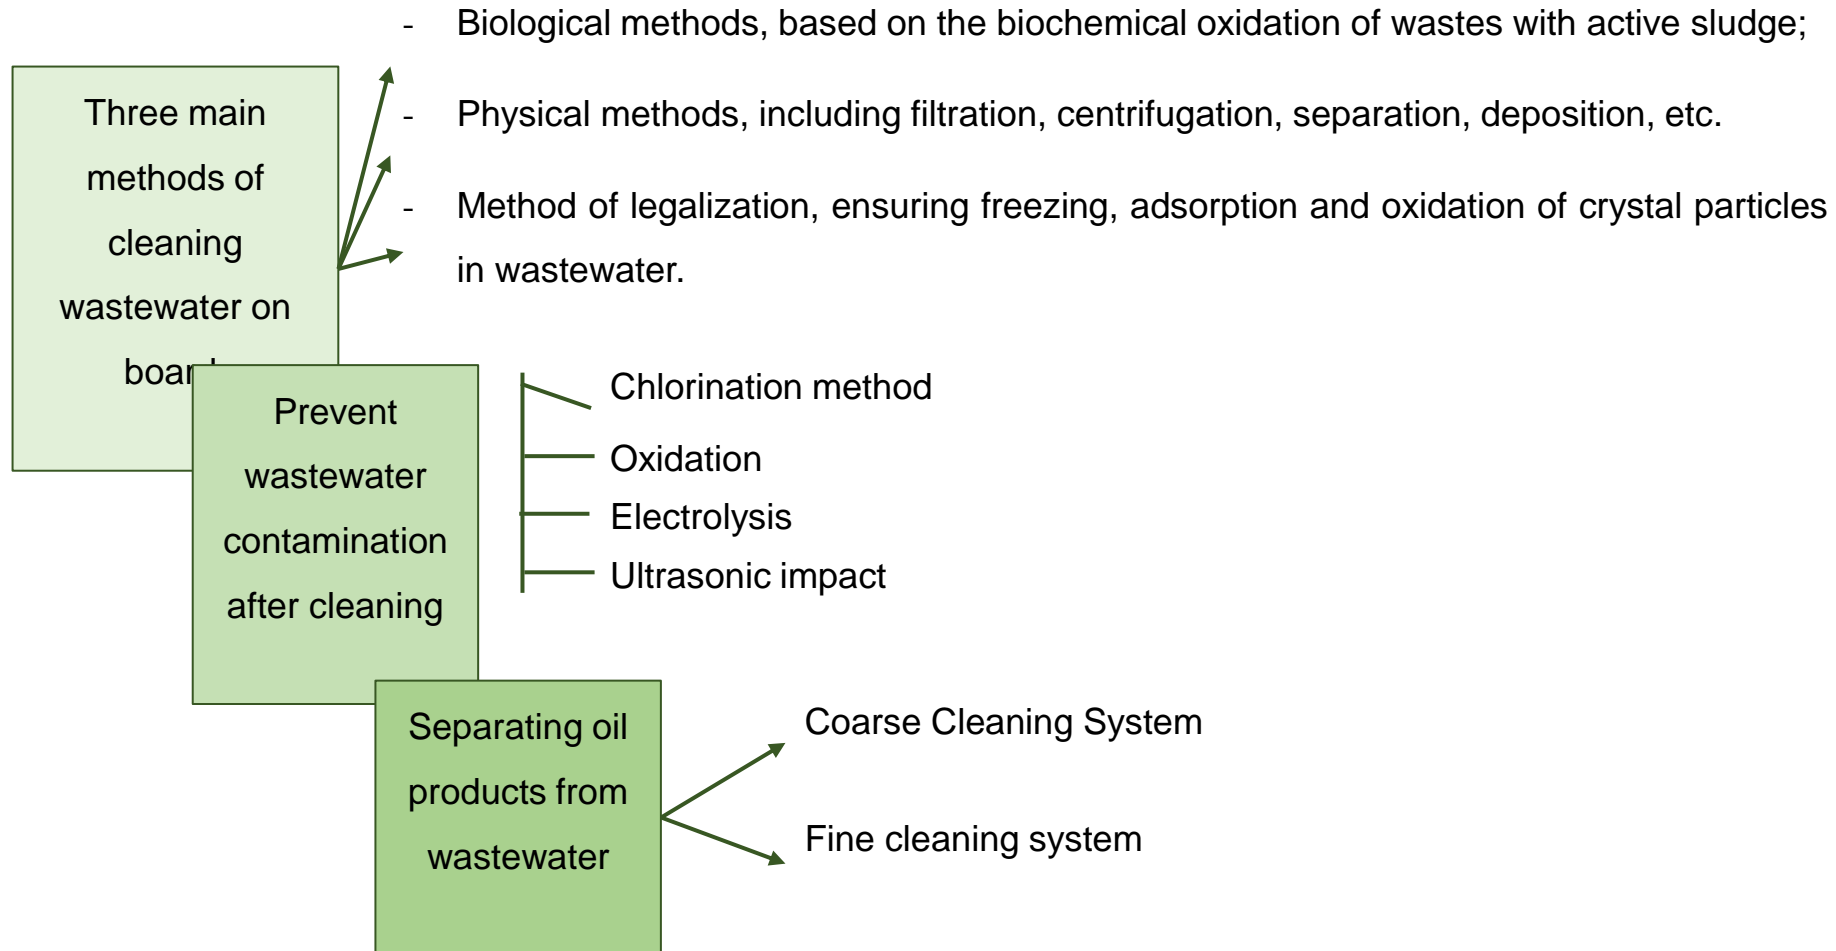 Three main
methods of
cleaning
wastewater on
- Biological methods, based on the biochemical oxidation of wastes with active sludge;
- Physical methods, including filtration, centrifugation, separation, deposition, etc.
- Method of legalization, ensuring freezing, adsorption and oxidation of crystal particles
in wastewater.
Prevent
wastewater
contamination
after cleaning
Chlorination method
Oxidation
Electrolysis
Ultrasonic impact
Separating oil
products from
wastewater
Coarse Cleaning System
Fine cleaning system